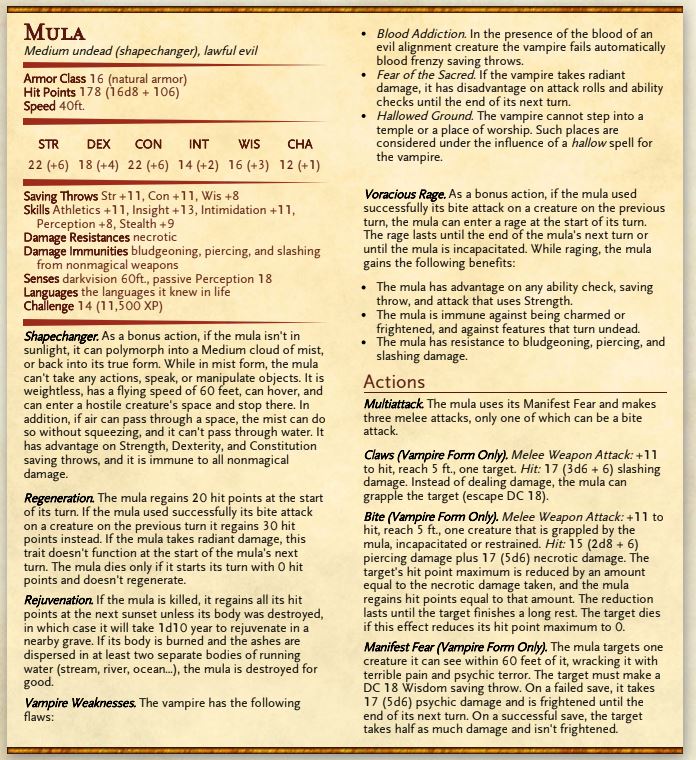 MULA
Medium undead (shapechanger), lawful evil
Armor Class 16 (natural armor)
Hit Points 178 (16d8 + 106)
Speed 40ft.
STR DEX CON INT WIS CHA
22 (+6) 18 (+4) 22 (+6) 14 (+2) 16 (+3) 12 (+1)
Saving Throws Str +11, Con +11, Wis +8
Skills Athletics +11, Insight +13, Intimidation +11,
Perception +8, Stealth +9
Damage Resistances necrotic
Damage Immunities bludgeoning, piercing, and slashing
from nonmagical weapons
Senses darkvision 60ft., passive Perception 18
Languages the languages it knew in life
Challenge 14 (11,500 XP)
Shapechanger. As a bonus action, if the mula isn't in
sunlight, it can polymorph into a Medium cloud of mist,
or back into its true form. While in mist form, the mula
can't take any actions, speak, or manipulate objects. It is
weightless, has a flying speed of 60 feet, can hover, and
can enter a hostile creature's space and stop there. In
addition, if air can pass through a space, the mist can do
so without squeezing, and it can't pass through water. It
has advantage on Strength, Dexterity, and Constitution
saving throws, and it is immune to all nonmagical
damage.
Regeneration. The mula regains 20 hit points at the start
of its turn. If the mula used successfully its bite attack
on a creature on the previous turn it regains 30 hit
points instead. If the mula takes radiant damage, this
trait doesn't function at the start of the mula's next
turn. The mula dies only if it starts its turn with 0 hit
points and doesn't regenerate.
Rejuvenation. If the mula is killed, it regains all its hit
points at the next sunset unless its body was destroyed,
in which case it will take 1d10 year to rejuvenate in a
nearby grave. If its body is burned and the ashes are
dispersed in at least two separate bodies of running
water (stream, river, ocean...), the mula is destroyed for
good.
Vampire Weaknesses. The vampire has the following
flaws:
• Blood Addiction. In the presence of the blood of an
evil alignment creature the vampire fails automatically
blood frenzy saving throws.
• Fear of the Sacred. If the vampire takes radiant
damage, it has disadvantage on attack rolls and ability
checks until the end of its next turn.
• Hallowed Ground. The vampire cannot step into a
temple or a place of worship. Such places are
considered under the influence of a hallow spell for
the vampire.
Voracious Rage. As a bonus action, if the mula used
successfully its bite attack on a creature on the previous
turn, the mula can enter a rage at the start of its turn.
The rage lasts until the end of the mula's next turn or
until the mula is incapacitated. While raging, the mula
gains the following benefits:
• The mula has advantage on any ability check, saving
throw, and attack that uses Strength.
• The mula is immune against being charmed or
frightened, and against features that turn undead.
• The mula has resistance to bludgeoning, piercing, and
slashing damage.
Actions
Multiattack. The mula uses its Manifest Fear and makes
three melee attacks, only one of which can be a bite
attack.
Claws (Vampire Form Only). Melee Weapon Attack: +11
to hit, reach 5 ft., one target. Hit: 17 (3d6 + 6) slashing
damage. Instead of dealing damage, the mula can
grapple the target (escape DC 18).
Bite (Vampire Form Only). Melee Weapon Attack: +11 to
hit, reach 5 ft., one creature that is grappled by the
mula, incapacitated or restrained. Hit: 15 (2d8 + 6)
piercing damage plus 17 (5d6) necrotic damage. The
target's hit point maximum is reduced by an amount
equal to the necrotic damage taken, and the mula
regains hit points equal to that amount. The reduction
lasts until the target finishes a long rest. The target dies
if this effect reduces its hit point maximum to 0.
Manifest Fear (Vampire Form Only). The mula targets one
creature it can see within 60 feet of it, wracking it with
terrible pain and psychic terror. The target must make a
DC 18 Wisdom saving throw. On a failed save, it takes
17 (5d6) psychic damage and is frightened until the
end of its next turn. On a successful save, the target
takes half as much damage and isn't frightened.